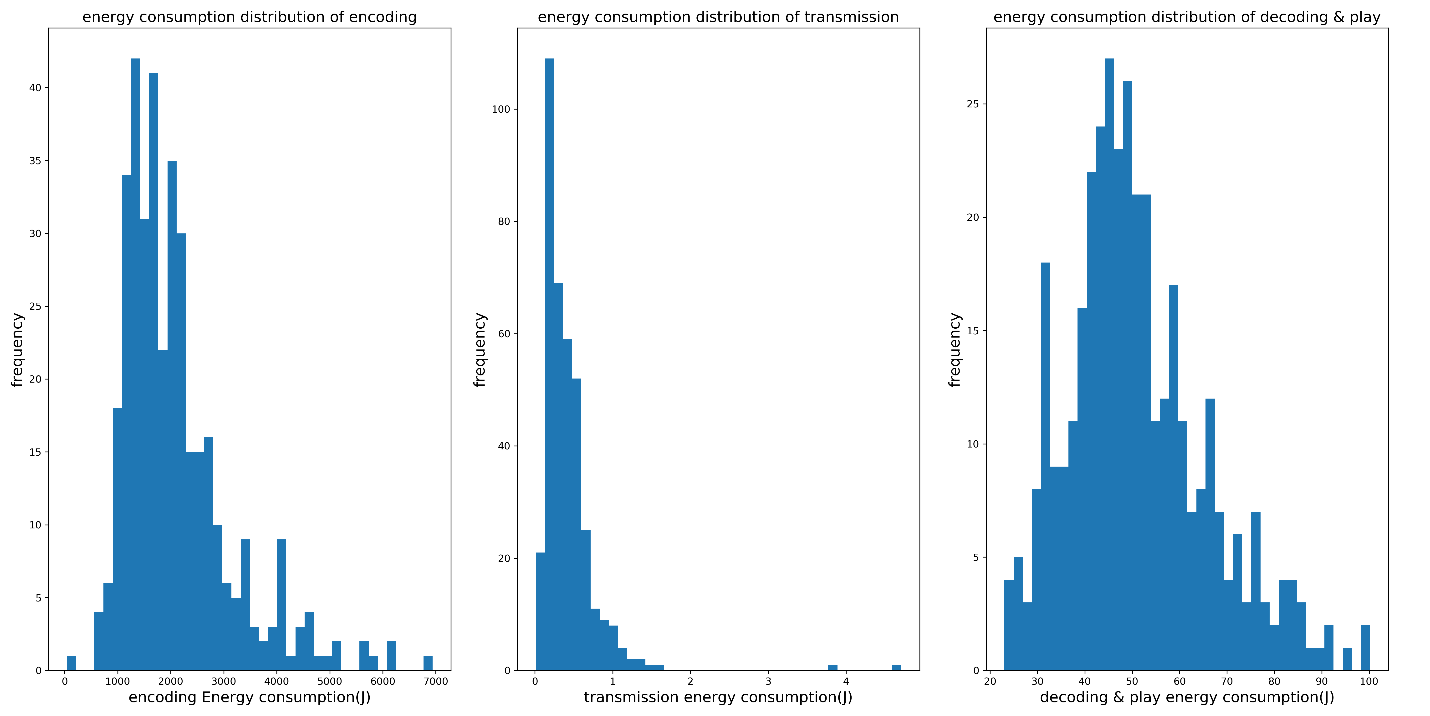 energy consumption distribution of encoding
40
35
30
25
20
15
10
5
0
frequency
0 1000 2000 3000 4000 5000 6000 7000
encoding Energy consumption(J)
energy consumption distribution of transmission
100
80
60
40
20
0
frequency
0 1 2 3 4
transmission energy consumption(J)
energy consumption distribution of decoding & play
25
20
15
10
5
0
frequency
20 30 40 50 60 70 80 90 100
decoding & play energy consumption(J)